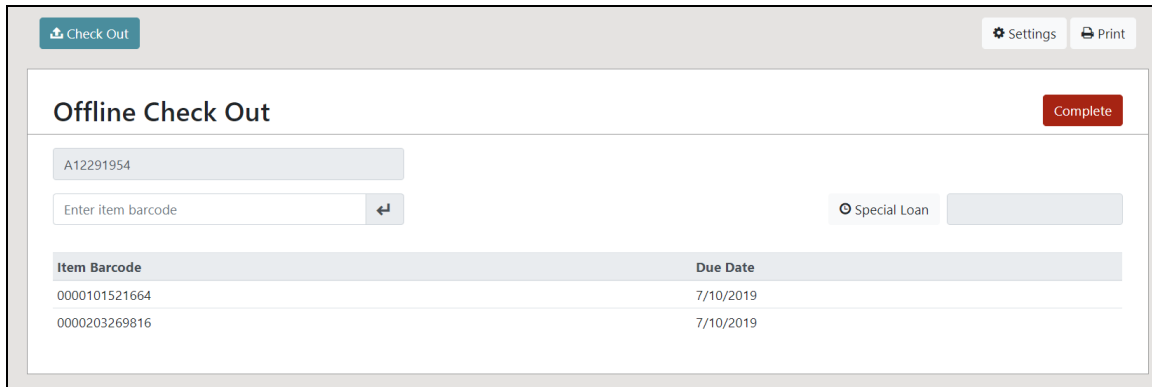 Check Out
Settings
Print
Offline Check Out
Complete
A12291954
Enter item barcode
Special Loan
Item Barcode Due Date
0000101521664 7/10/2019
0000203269816 7/10/2019